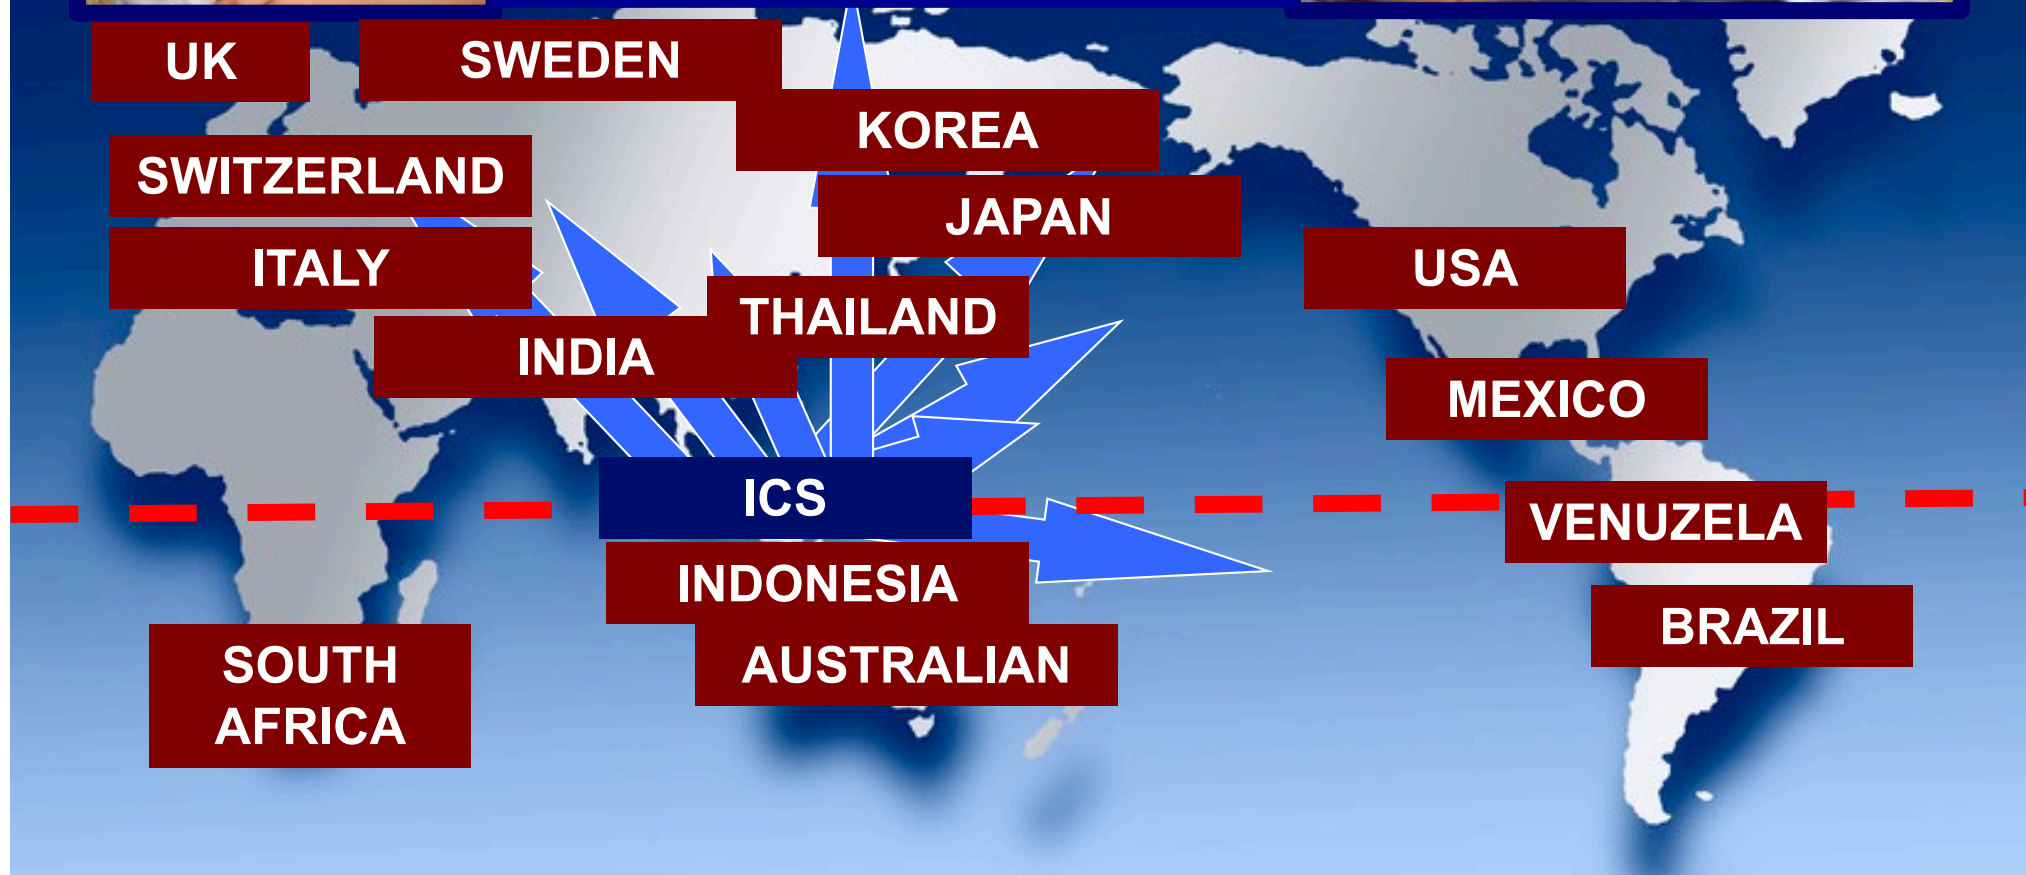 UK
SWEDEN
KOREA
SWITZERLAND
JAPAN
ITALY
USA
THAILAND
INDIA
MEXICO
ICS
VENUZELA
INDONESIA
BRAZIL
SOUTH
AFRICA
AUSTRALIAN